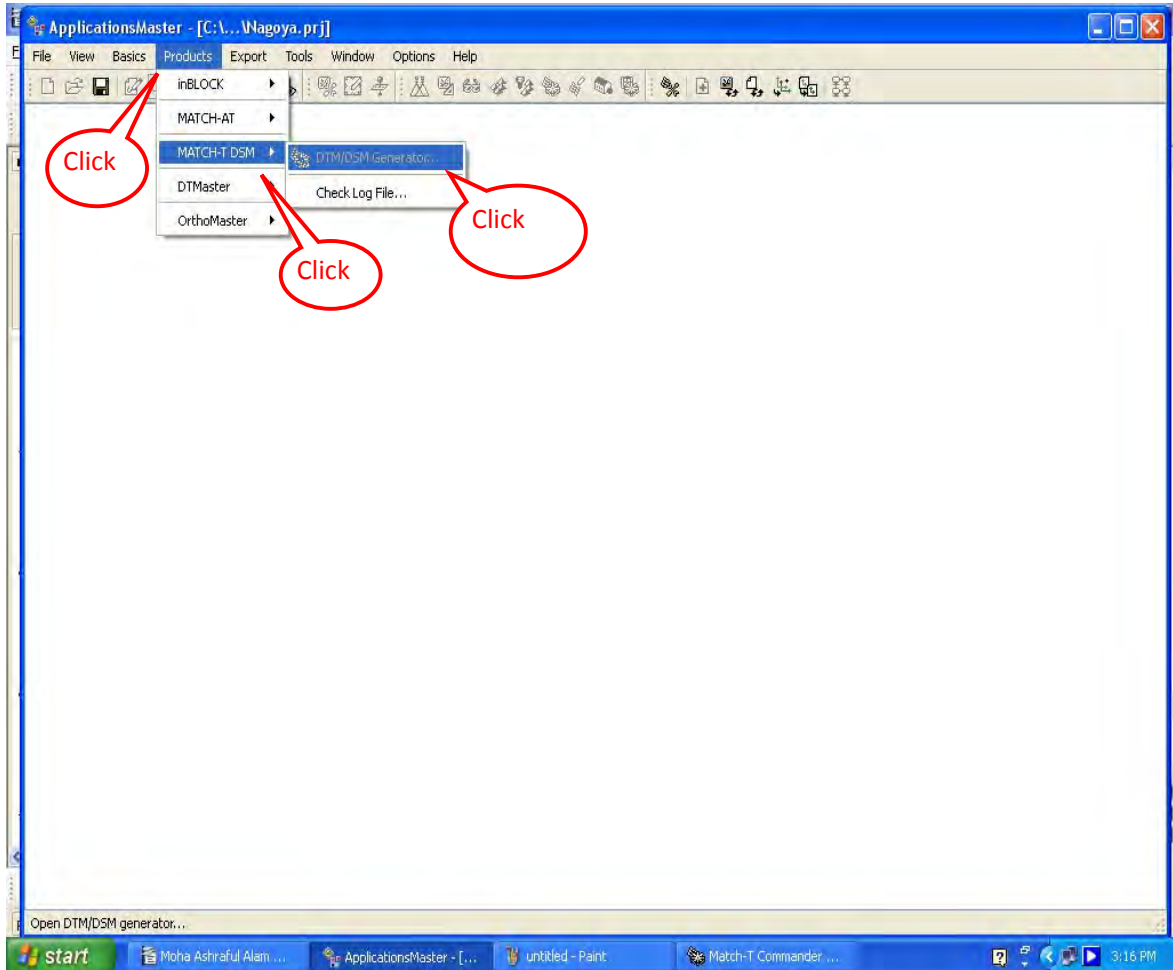 ApplicationsMaster - [C:\...\Nagoya.prj]
File View Basics Products Export Tools Window Options Help
inBLOCK
MATCH-AT
MATCH-T DSM
DTM/DSM Generator...
DTMaster
Check Log File...
OrthoMaster
Click
Click
Click
Open DTM/DSM generator...
start
Moha Ashraful Alam ...
ApplicationsMaster - [...
untitled - Paint
Match-T Commander ...
3:16 PM